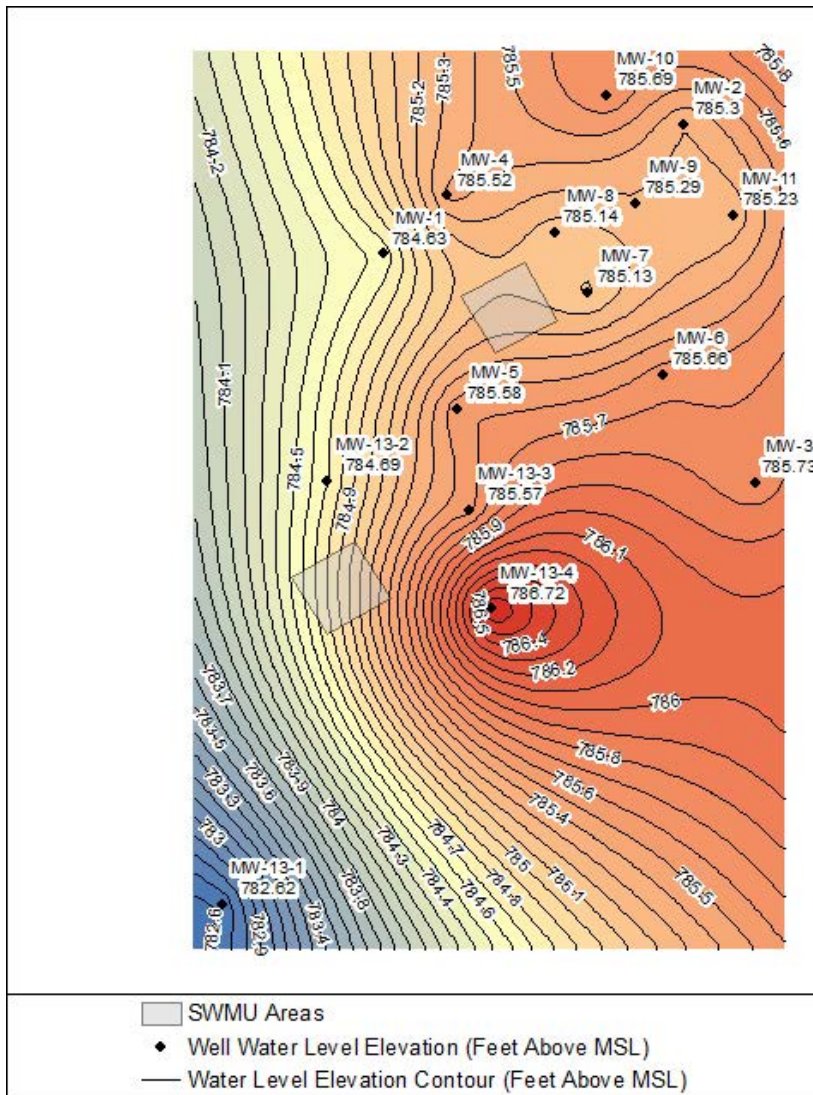 785.5
785.3
785.2
785.8
MW-10
785.69
MW-2
785.3
785.6
784.2
MW-4
785.52
MW-9
785.29
MW-11
785.23
MW-8
785.14
MW-1
784.63
MW-7
785.13
MW-6
785.66
784.1
MW-5
785.58
785.7
MW-13-2
784.69
784.5
784.9
MW-3
785.73
MW-13-3
785.57
785.9
786.1
MW-13-4
786.72
786.5
786.4
786.2
786
783.7
783.5
783.9
783.6
783.3
783
784
785.8
785.6
785.4
784.7
784.3
785
785.1
785.5
784.8
784.6
784.4
783.8
MW-13-1
782.62
782.6
782.9
783.4
SWMU Areas
Well Water Level Elevation (Feet Above MSL)
Water Level Elevation Contour (Feet Above MSL)